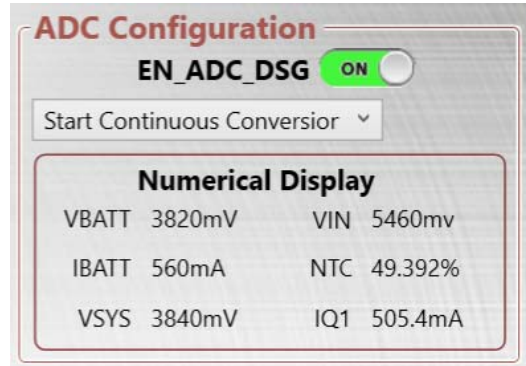 ADC Configuration
EN_ADC_DSG ON
Start Continuous Conversior
Numerical Display
VBATT 3820mV VIN 5460mv
IBATT 560mA NTC 49.392%
VSYS 3840mV IQ1 505.4mA